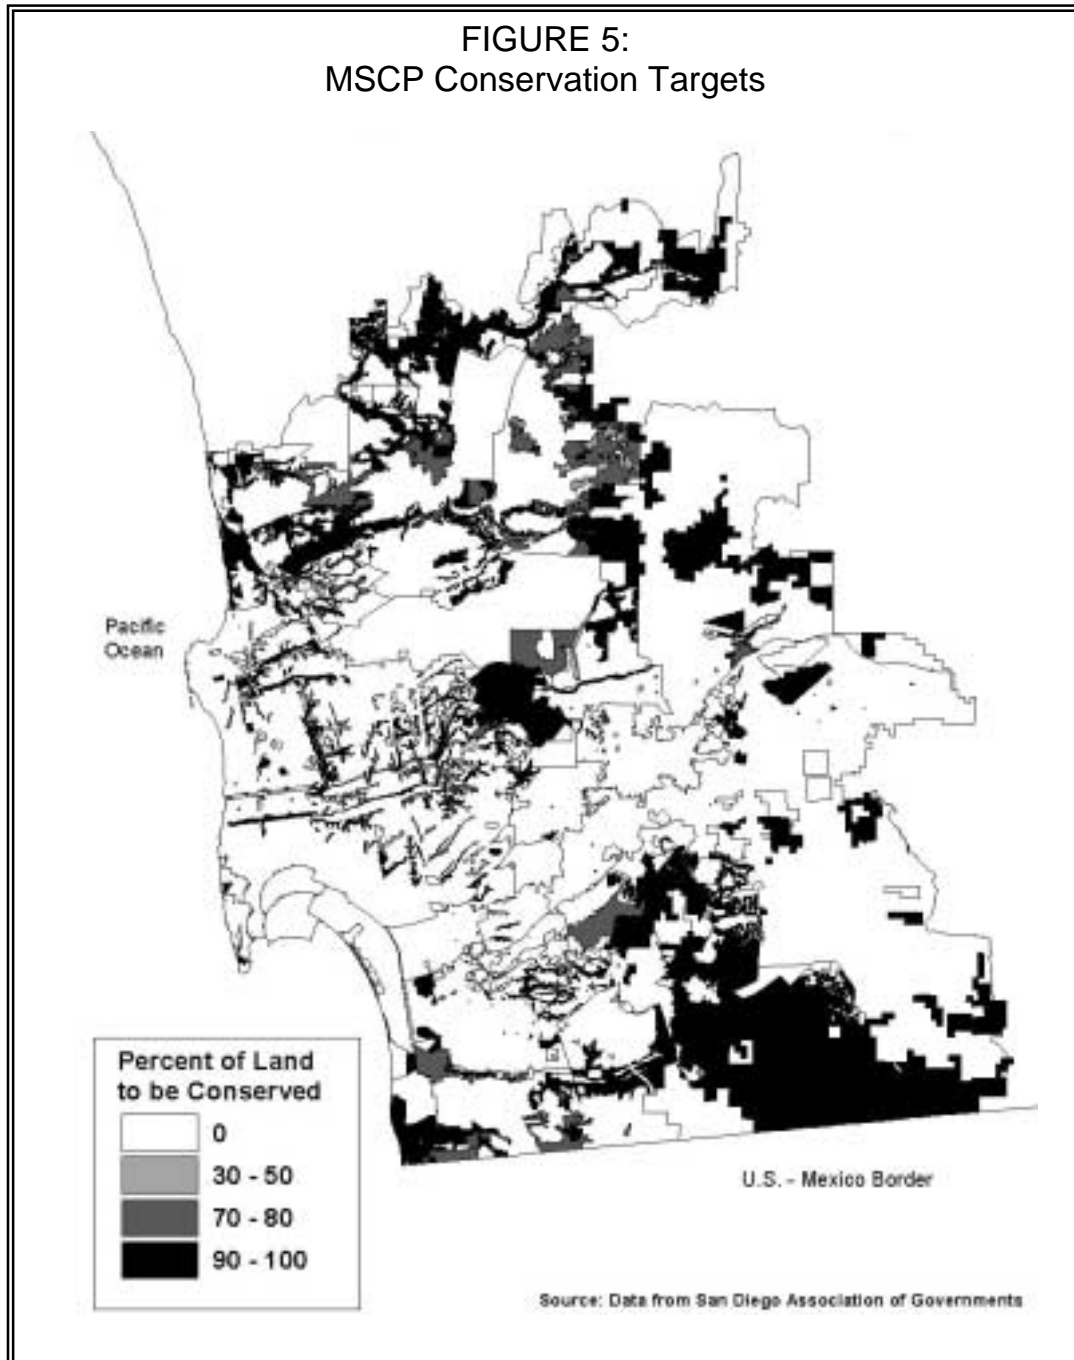 FIGURE 5:
MSCP Conservation Targets
Pacific
Ocean
Percent of Land
to be Conserved
0
30 - 50
70 - 80
90 - 100
U.S. - Mexico Border
Source: Data from San Diego Association of Governments